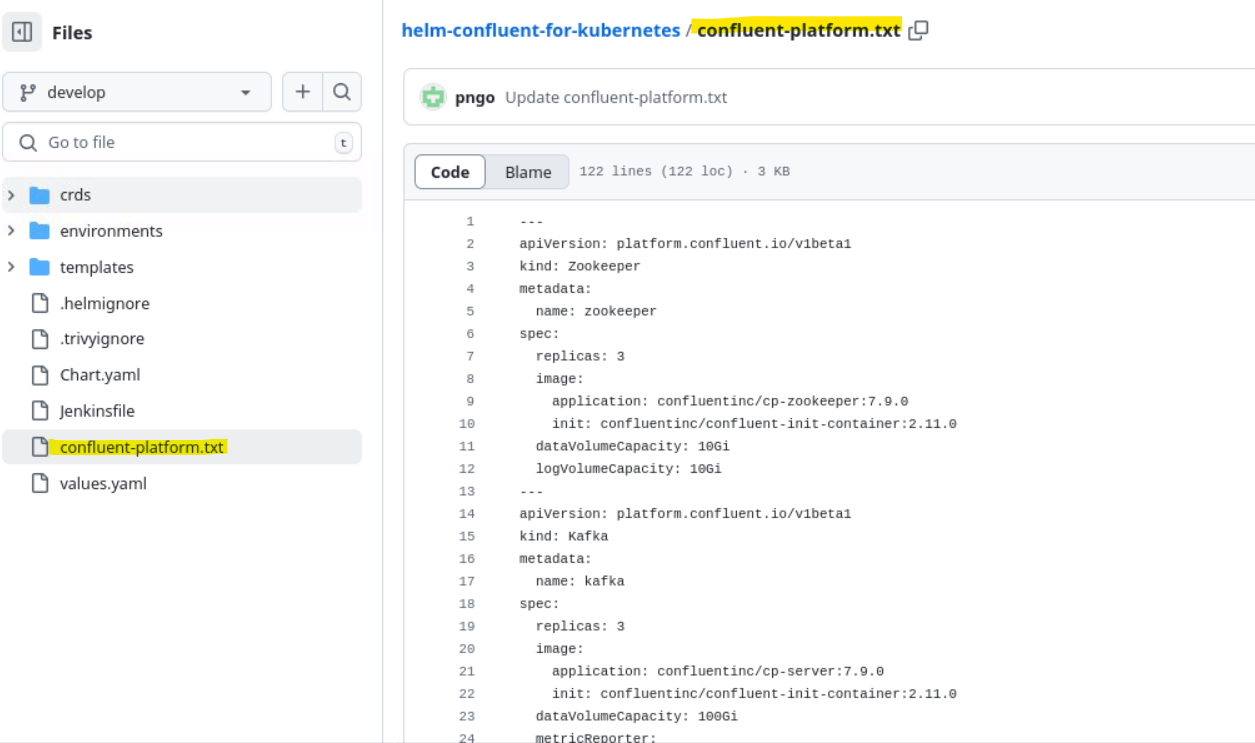 Files
develop
Go to file
t
crds
environments
templates
.helmignore
.trivyignore
Chart.yaml
Jenkinsfile
confluent-platform.txt
values.yaml
helm-confluent-for-kubernetes / confluent-platform.txt
pngo Update confluent-platform.txt
Code Blame 122 lines (122 loc) · 3 KB
1 ---
2 apiVersion: platform.confluent.io/v1beta1
3 kind: Zookeeper
4 metadata:
5   name: zookeeper
6 spec:
7   replicas: 3
8   image:
9     application: confluentinc/cp-zookeeper:7.9.0
10     init: confluentinc/confluent-init-container:2.11.0
11   dataVolumeCapacity: 10Gi
12   logVolumeCapacity: 10Gi
13 ---
14 apiVersion: platform.confluent.io/v1beta1
15 kind: Kafka
16 metadata:
17   name: kafka
18 spec:
19   replicas: 3
20   image:
21     application: confluentinc/cp-server:7.9.0
22     init: confluentinc/confluent-init-container:2.11.0
23   dataVolumeCapacity: 100Gi
24   metricReporter: